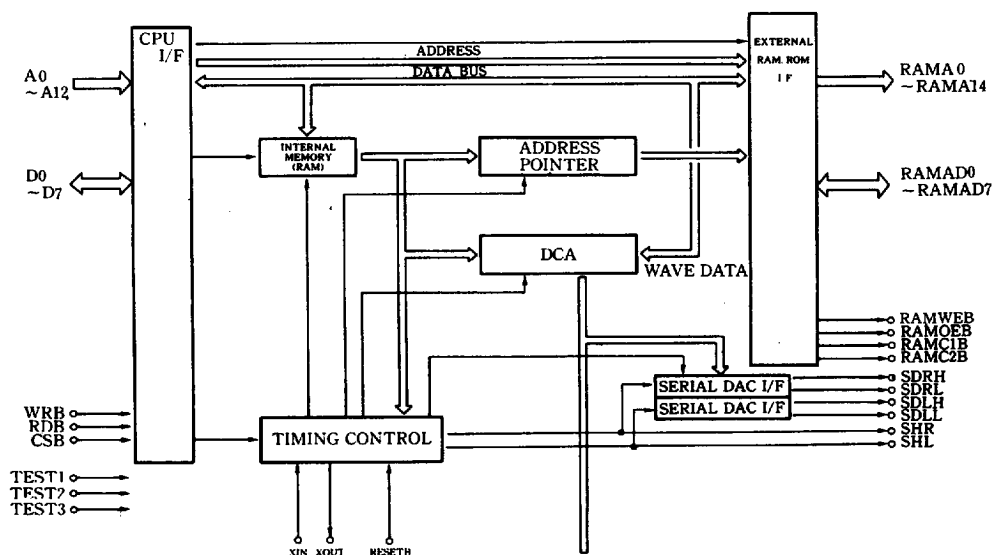 CPU
I/F
A0
~A12
D0
~D7
WRB
RDB
CSB
TEST1
TEST2
TEST3
ADDRESS
DATA BUS
INTERNAL
MEMORY
(RAM)
ADDRESS
POINTER
DCA
WAVE DATA
TIMING CONTROL
XIN XOUT RESETB
SERIAL DAC I/F
SERIAL DAC I/F
EXTERNAL
RAM. ROM
I F
RAMA0
~RAMA14
RAMAD0
~RAMAD7
RAMWEB
RAMOEB
RAMC1B
RAMC2B
SDRH
SDRL
SDLH
SDLL
SHR
SHL